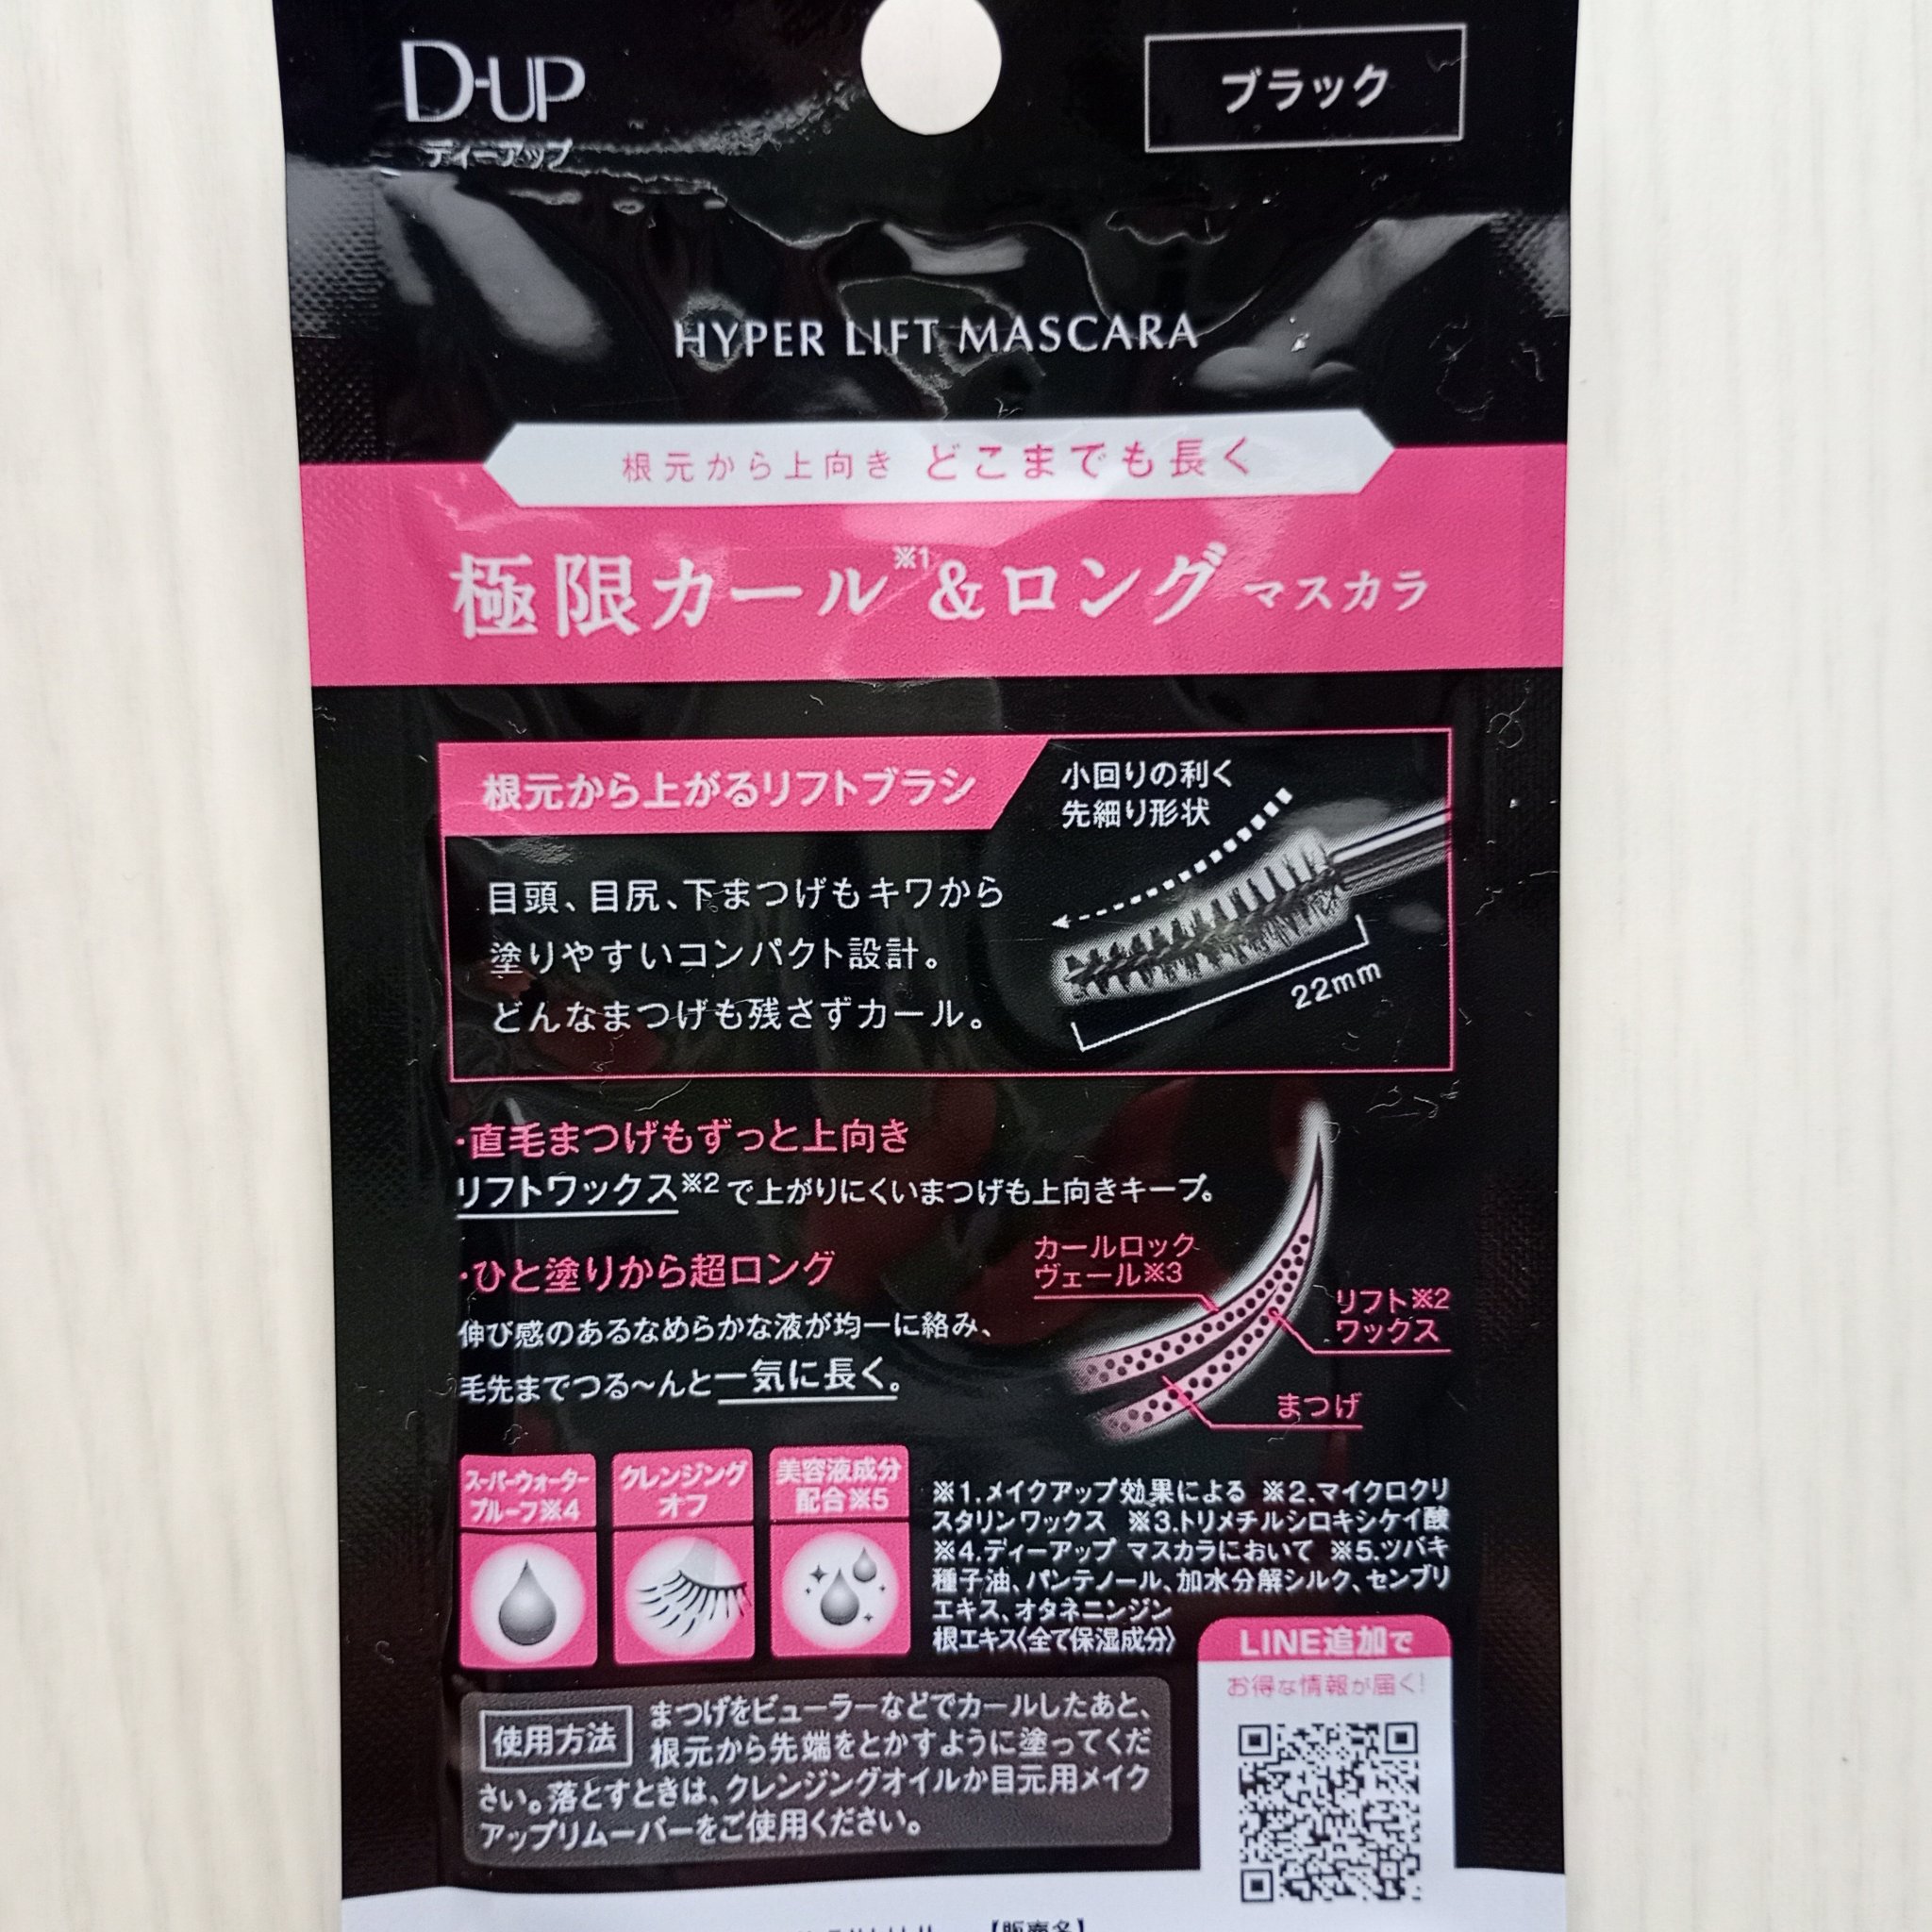 D-UP
ディーアップ
ブラック
HYPER LIFT MASCARA
根元から上向き どこまでも長く
極限カール※1&ロング マスカラ
根元から上がるリフトブラシ
小回りの利く
先細り形状
目頭、目尻、下まつげもキワから
塗りやすいコンパクト設計。
どんなまつげも残さずカール。
22mm
・直毛まつげもずっと上向き
リフトワックス※2で上がりにくいまつげも上向きキープ。
・ひと塗りから超ロング
伸び感のあるなめらかな液が均一に絡み、
毛先までつる〜んと一気に長く。
カールロック
ヴェール※3
リフト※2
ワックス
まつげ
スーパーウォーター
プルーフ※4
クレンジング
オフ
美容液成分
配合※5
※1.メイクアップ効果による ※2.マイクロクリ
スタリンワックス ※3.トリメチルシロキシケイ酸
※4.ディーアップ マスカラにおいて ※5.ツバキ
種子油、パンテノール、加水分解シルク、センブリ
エキス、オタネニンジン
根エキス〈全て保湿成分〉
LINE追加で
お得な情報が届く!
使用方法
まつげをビューラーなどでカールしたあと、
根元から先端をとかすように塗ってくだ
さい。落とすときは、クレンジングオイルか目元用メイク
アップリムーバーをご使用ください。
【販売名】